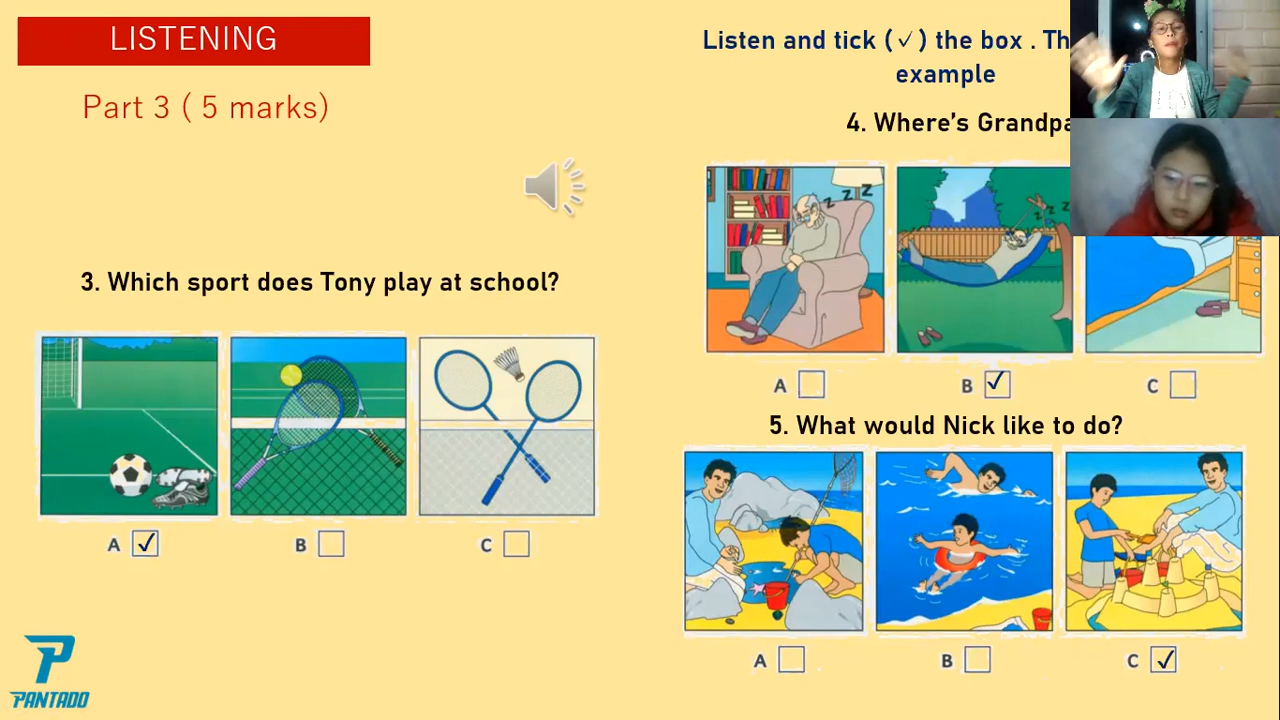 LISTENING
Part 3 ( 5 marks)
3. Which sport does Tony play at school?
A ✓
B
C
Listen and tick (✓) the box . Th
example
4. Where's Grandpa
z z z
z z
A
B ✓
C
5. What would Nick like to do?
A
B
C ✓
PANTADO